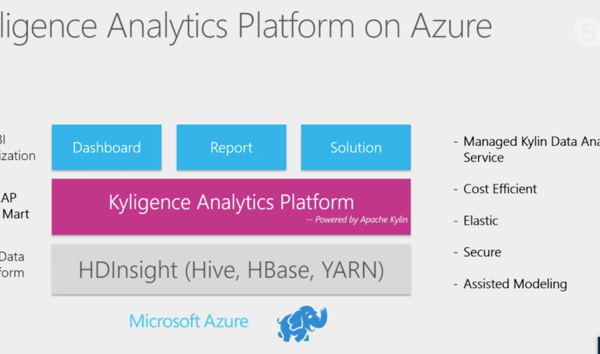 ligence Analytics Platform on Azure
Dashboard
Report
Solution
Kyligence Analytics Platform
-- Powered by Apache Kylin
HDInsight (Hive, HBase, YARN)
Microsoft Azure
BI
ization
AP
Mart
Data
form
- Managed Kylin Data Ana
Service
- Cost Efficient
- Elastic
- Secure
- Assisted Modeling